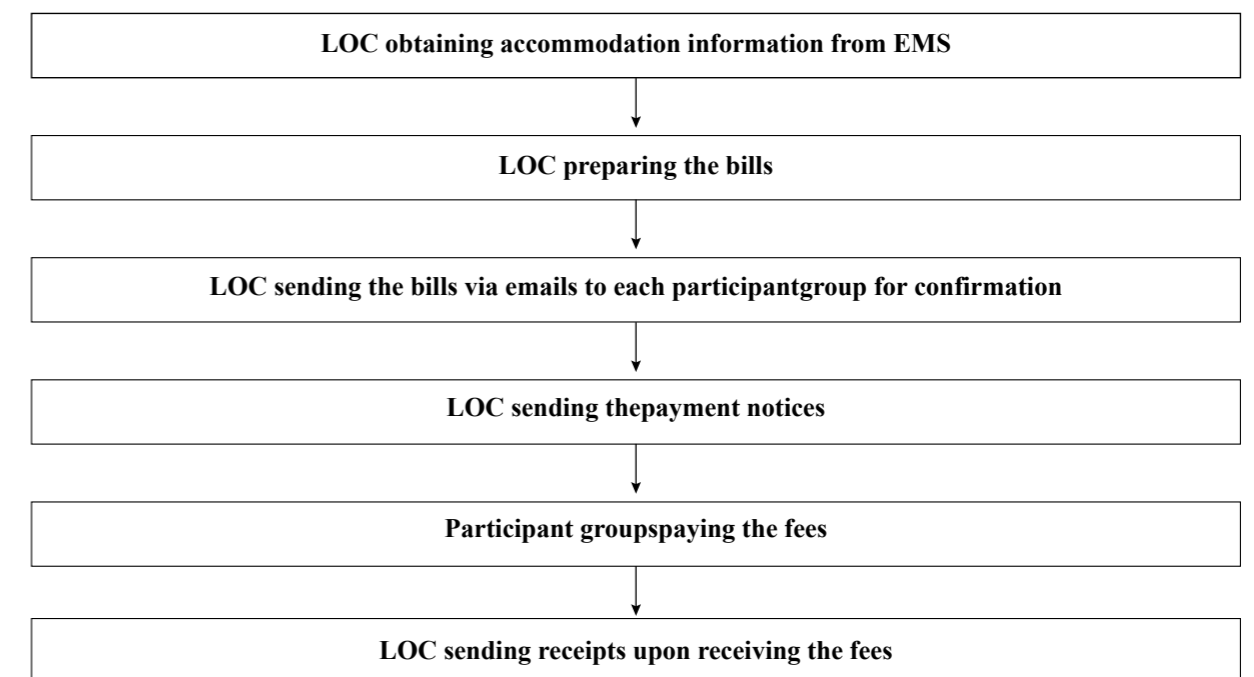 LOC obtaining accommodation information from EMS
LOC preparing the bills
LOC sending the bills via emails to each participantgroup for confirmation
LOC sending thepayment notices
Participant groupspaying the fees
LOC sending receipts upon receiving the fees